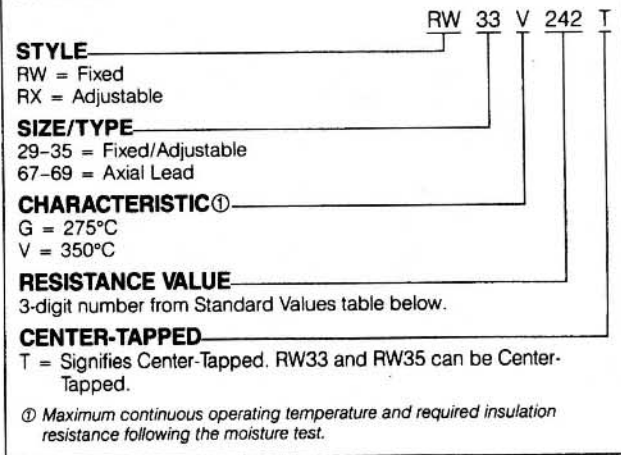 RW 33 V 242 T
STYLE
RW = Fixed
RX = Adjustable
SIZE/TYPE
29–35 = Fixed/Adjustable
67–69 = Axial Lead
CHARACTERISTIC①
G = 275°C
V = 350°C
RESISTANCE VALUE
3-digit number from Standard Values table below.
CENTER-TAPPED
T = Signifies Center-Tapped. RW33 and RW35 can be Center-
Tapped.
① Maximum continuous operating temperature and required insulation
resistance following the moisture test.